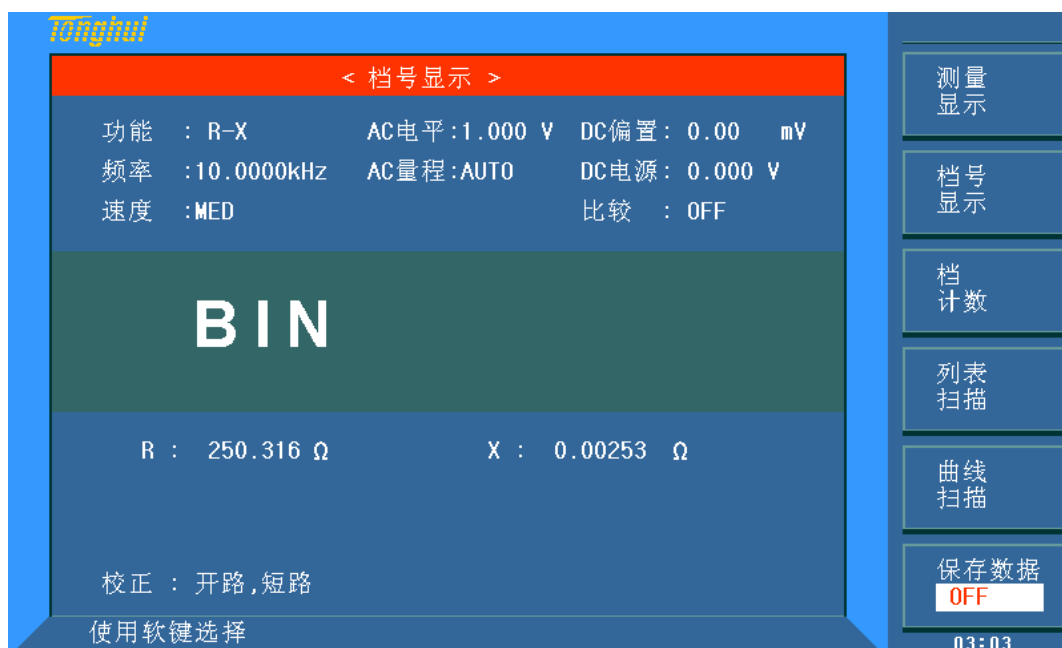 Tonghui
< 档号显示 >
功能 : R-X AC电平:1.000 V DC偏置: 0.00 mV
频率 :10.0000kHz AC量程:AUTO DC电源: 0.000 V
速度 :MED 比较 : OFF
BIN
R : 250.316 Ω X : 0.00253 Ω
校正 : 开路,短路
使用软键选择
测量
显示
档号
显示
档
计数
列表
扫描
曲线
扫描
保存数据
OFF
03:03